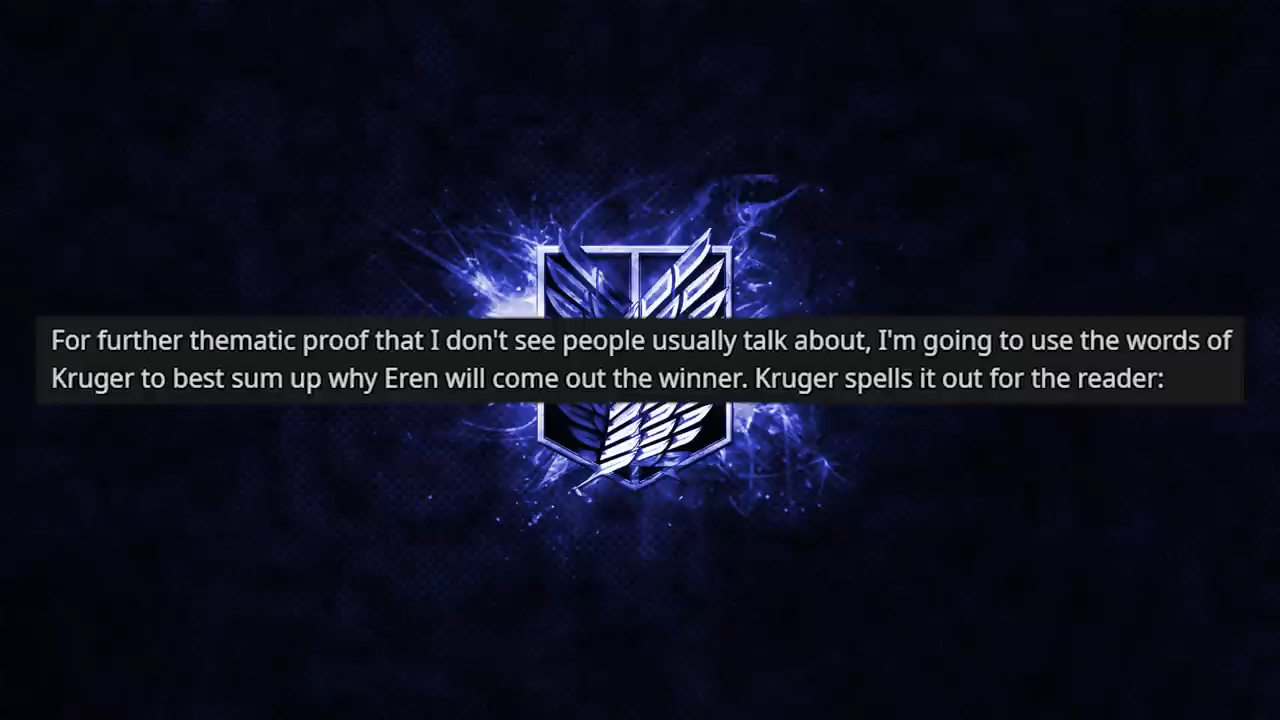 For further thematic proof that I don't see people usually talk about, I'm going to use the words of
Kruger to best sum up why Eren will come out the winner. Kruger spells it out for the reader: